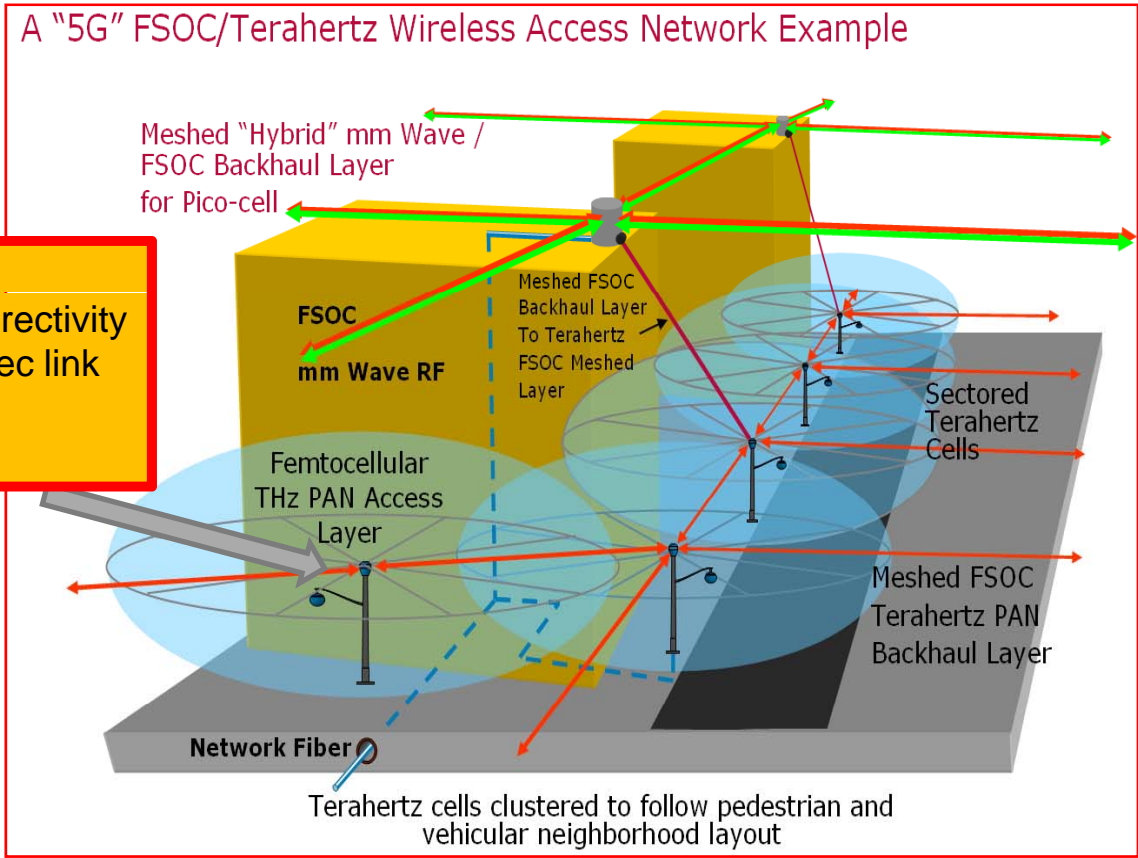 A “5G” FSOC/Terahertz Wireless Access Network Example
Meshed “Hybrid” mm Wave /
FSOC Backhaul Layer
for Pico-cell
rectivity
ec link
FSOC
mm Wave RF
Meshed FSOC
Backhaul Layer
To Terahertz
FSOC Meshed
Layer
Sectored
Terahertz
Cells
Femtocellular
THz PAN Access
Layer
Meshed FSOC
Terahertz PAN
Backhaul Layer
Network Fiber
Terahertz cells clustered to follow pedestrian and
vehicular neighborhood layout